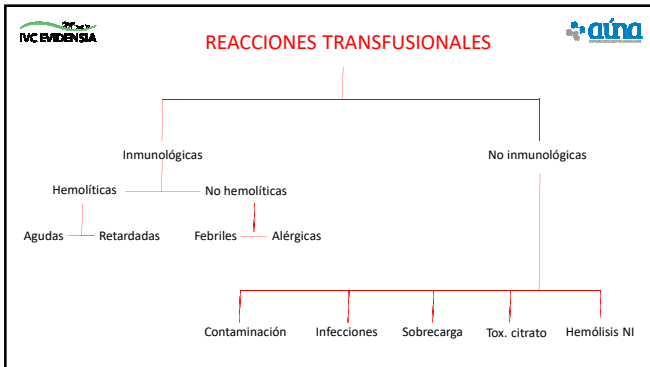 IVC EVIDENSIA
REACCIONES TRANSFUSIONALES
aúna
Inmunológicas
No inmunológicas
Hemolíticas
No hemolíticas
Agudas
Retardadas
Febriles
Alérgicas
Contaminación
Infecciones
Sobrecarga
Tox. citrato
Hemólisis NI